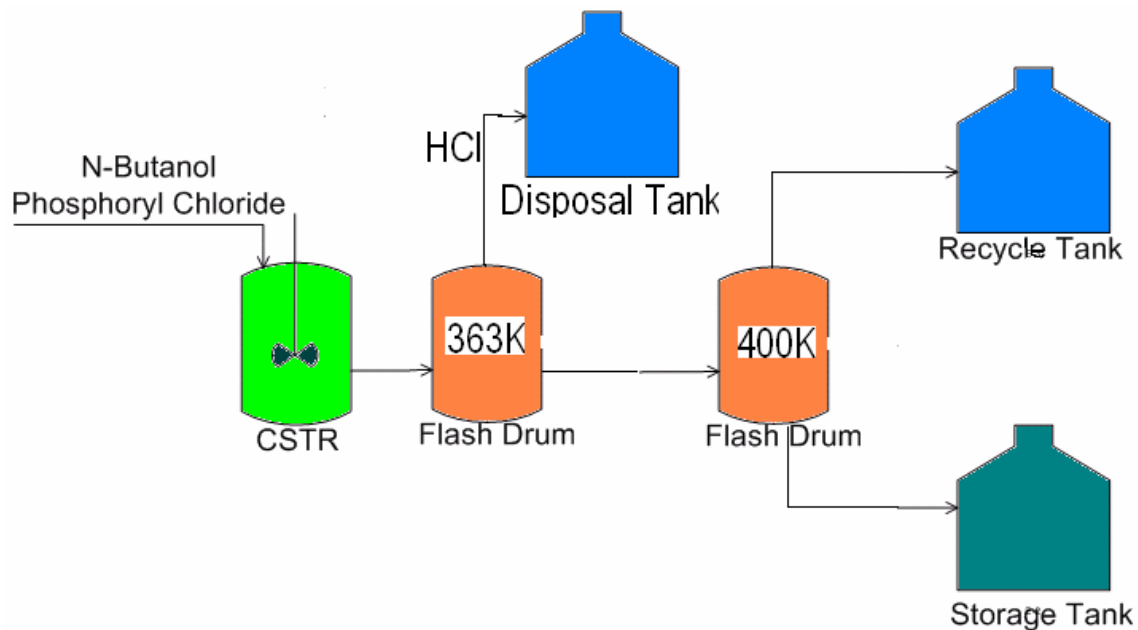 N-Butanol
Phosphoryl Chloride
HCl
Disposal Tank
Recycle Tank
363K
400K
CSTR
Flash Drum
Flash Drum
Storage Tank